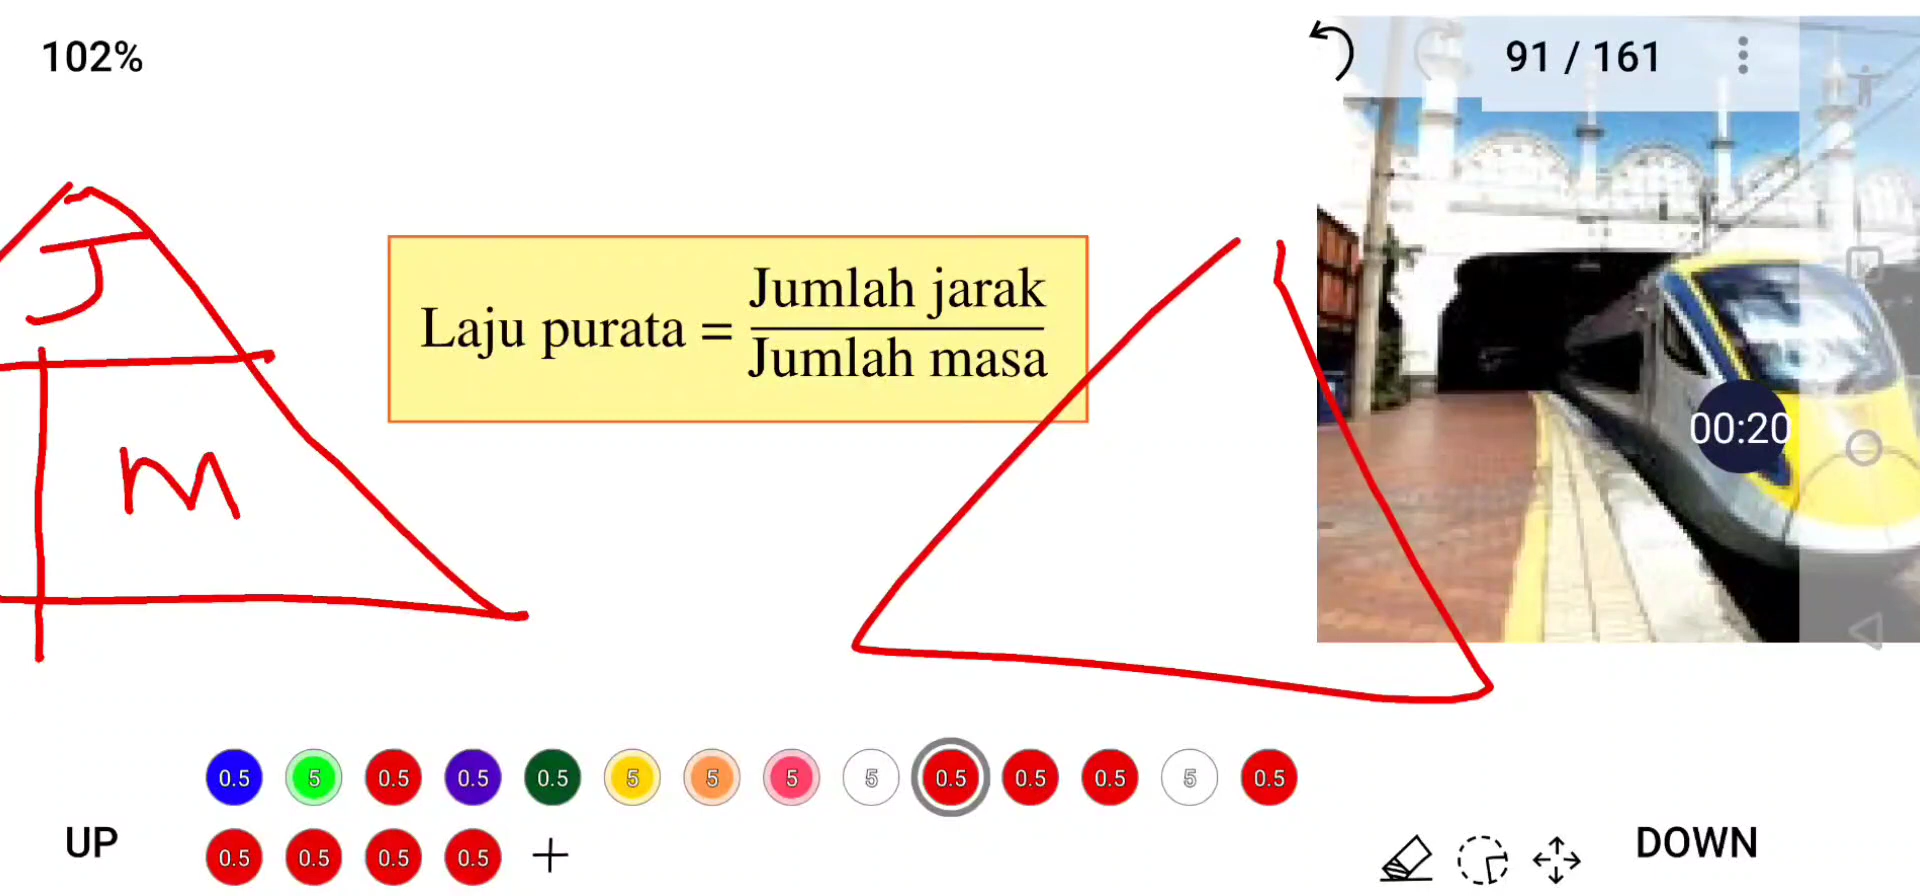 102%
91 / 161
J
Laju purata = Jumlah jarak
Jumlah masa
m
00:20
0.5 5 0.5 0.5 0.5 5 5 5 5 0.5 0.5 0.5 5 0.5
UP
0.5 0.5 0.5 0.5 +
DOWN